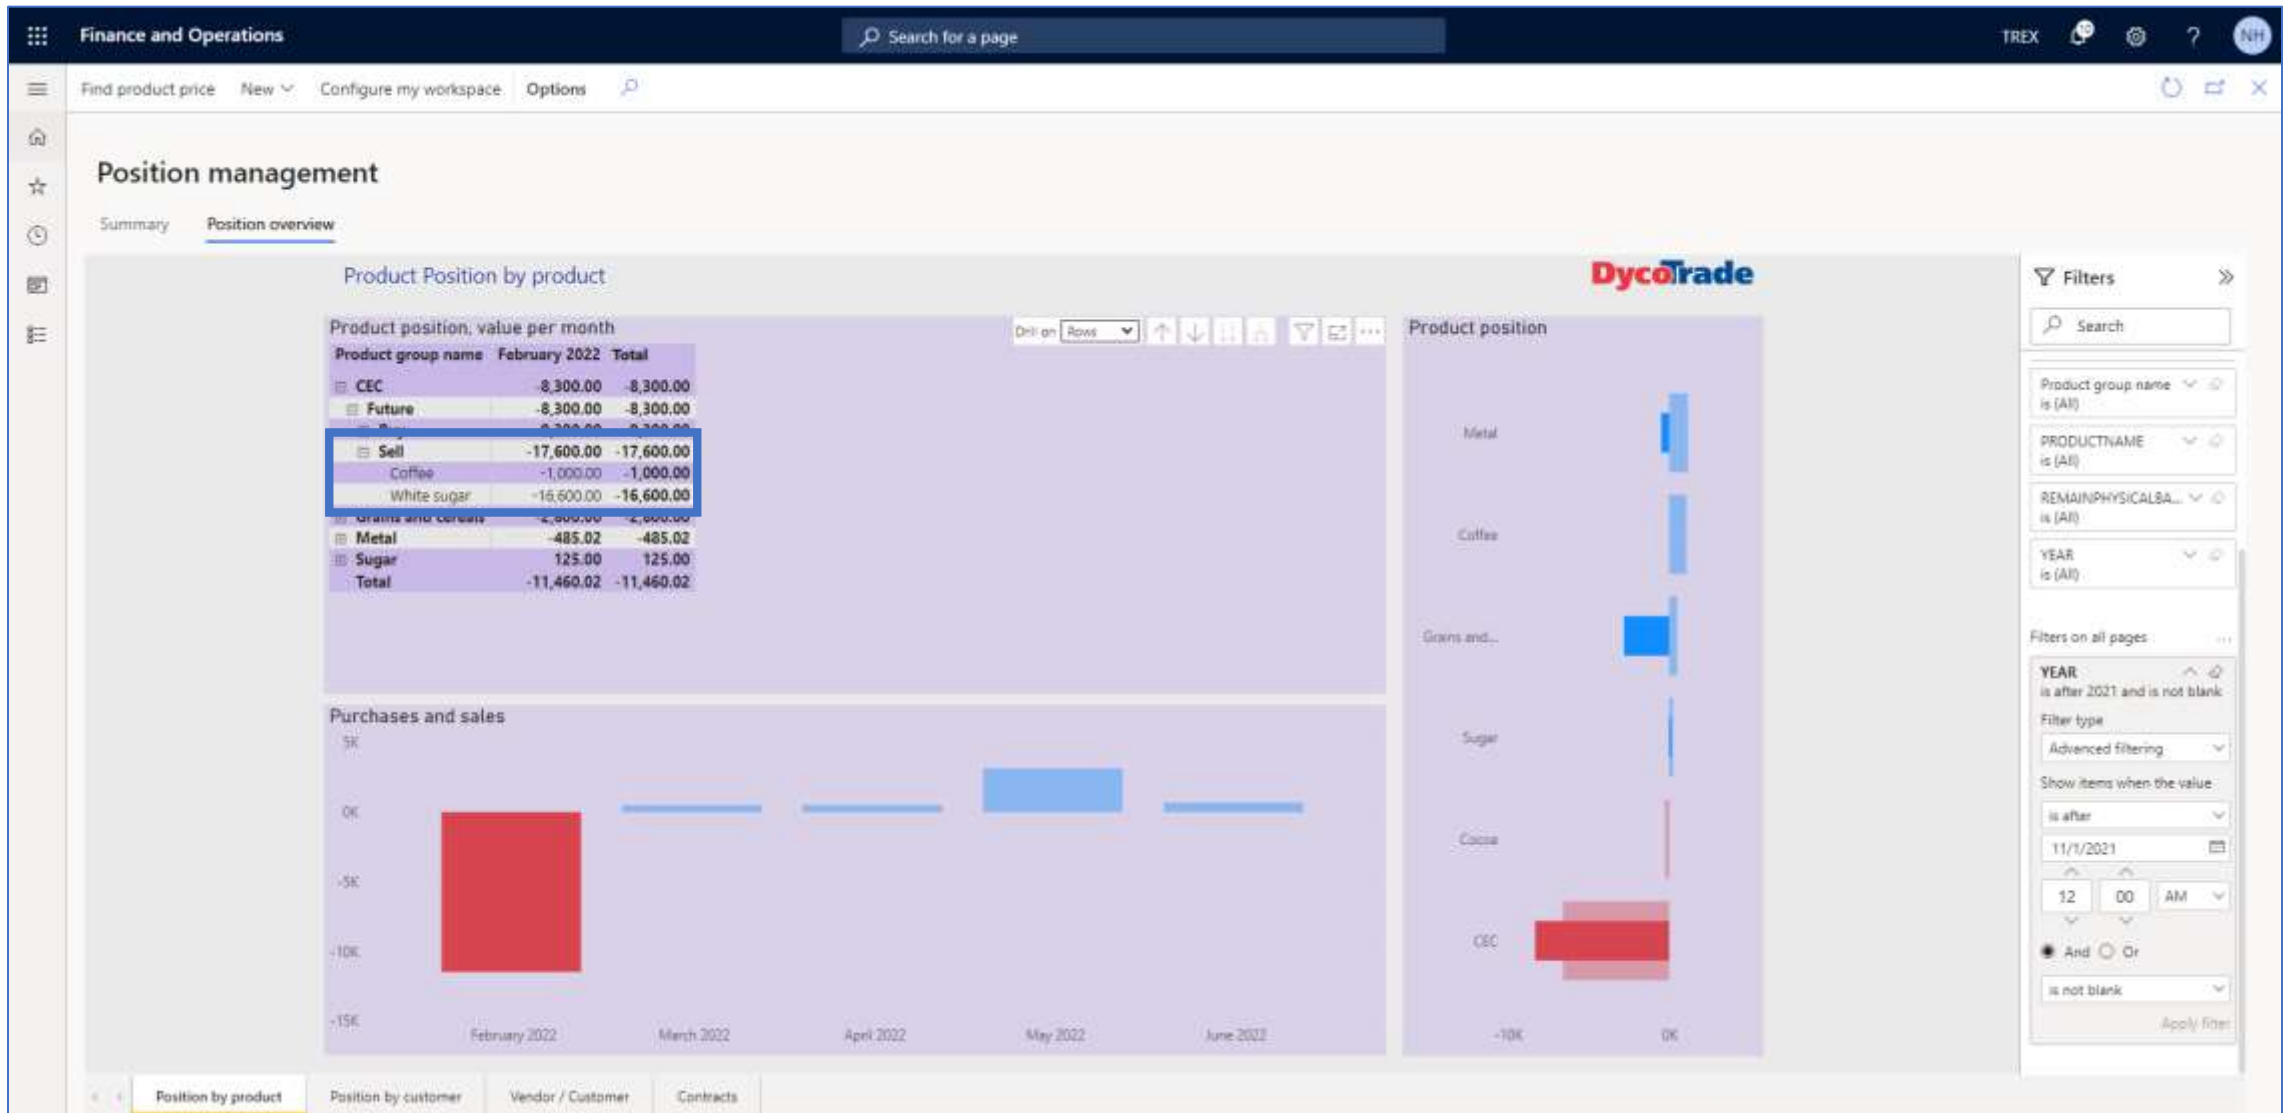 Finance and Operations
Search for a page
TREX
?
NH
Find product price New Configure my workspace Options
Position management
Summary Position overview
Product Position by product
DycoTrade
Product position, value per month
Drill on Rows
Product group name February 2022 Total
CEC -8,300.00 -8,300.00
Future -8,300.00 -8,300.00
Sell -17,600.00 -17,600.00
Coffee -1,000.00 -1,000.00
White sugar -16,600.00 -16,600.00
Grains and cereals -2,800.00 -2,800.00
Metal -485.02 -485.02
Sugar 125.00 125.00
Total -11,460.02 -11,460.02
Purchases and sales
5K
0K
-5K
-10K
-15K
February 2022 March 2022 April 2022 May 2022 June 2022
Product position
Metal
Coffee
Grains and...
Sugar
Cocoa
CEC
-10K 0K
Filters
Search
Product group name
is (All)
PRODUCTNAME
is (All)
REMAINPHYSICALBA...
is (All)
YEAR
is (All)
Filters on all pages
YEAR
is after 2021 and is not blank
Filter type
Advanced filtering
Show items when the value
is after
11/1/2021
12 00 AM
And Or
is not blank
Apply filter
Position by product Position by customer Vendor / Customer Contracts